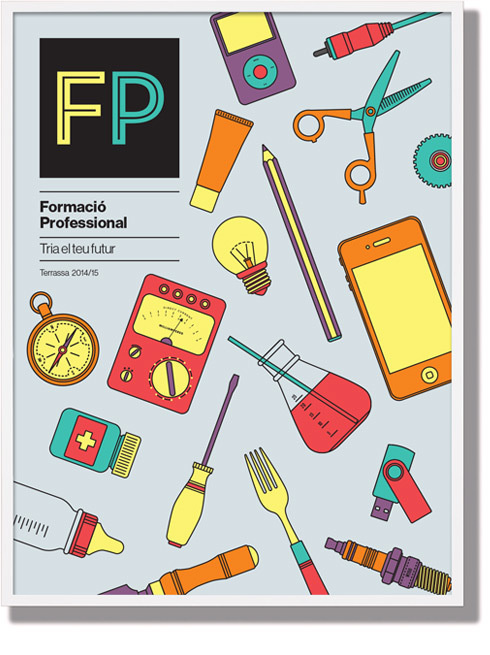 FP
Formació
Professional
Tria el teu futur
Terrassa 2014/15